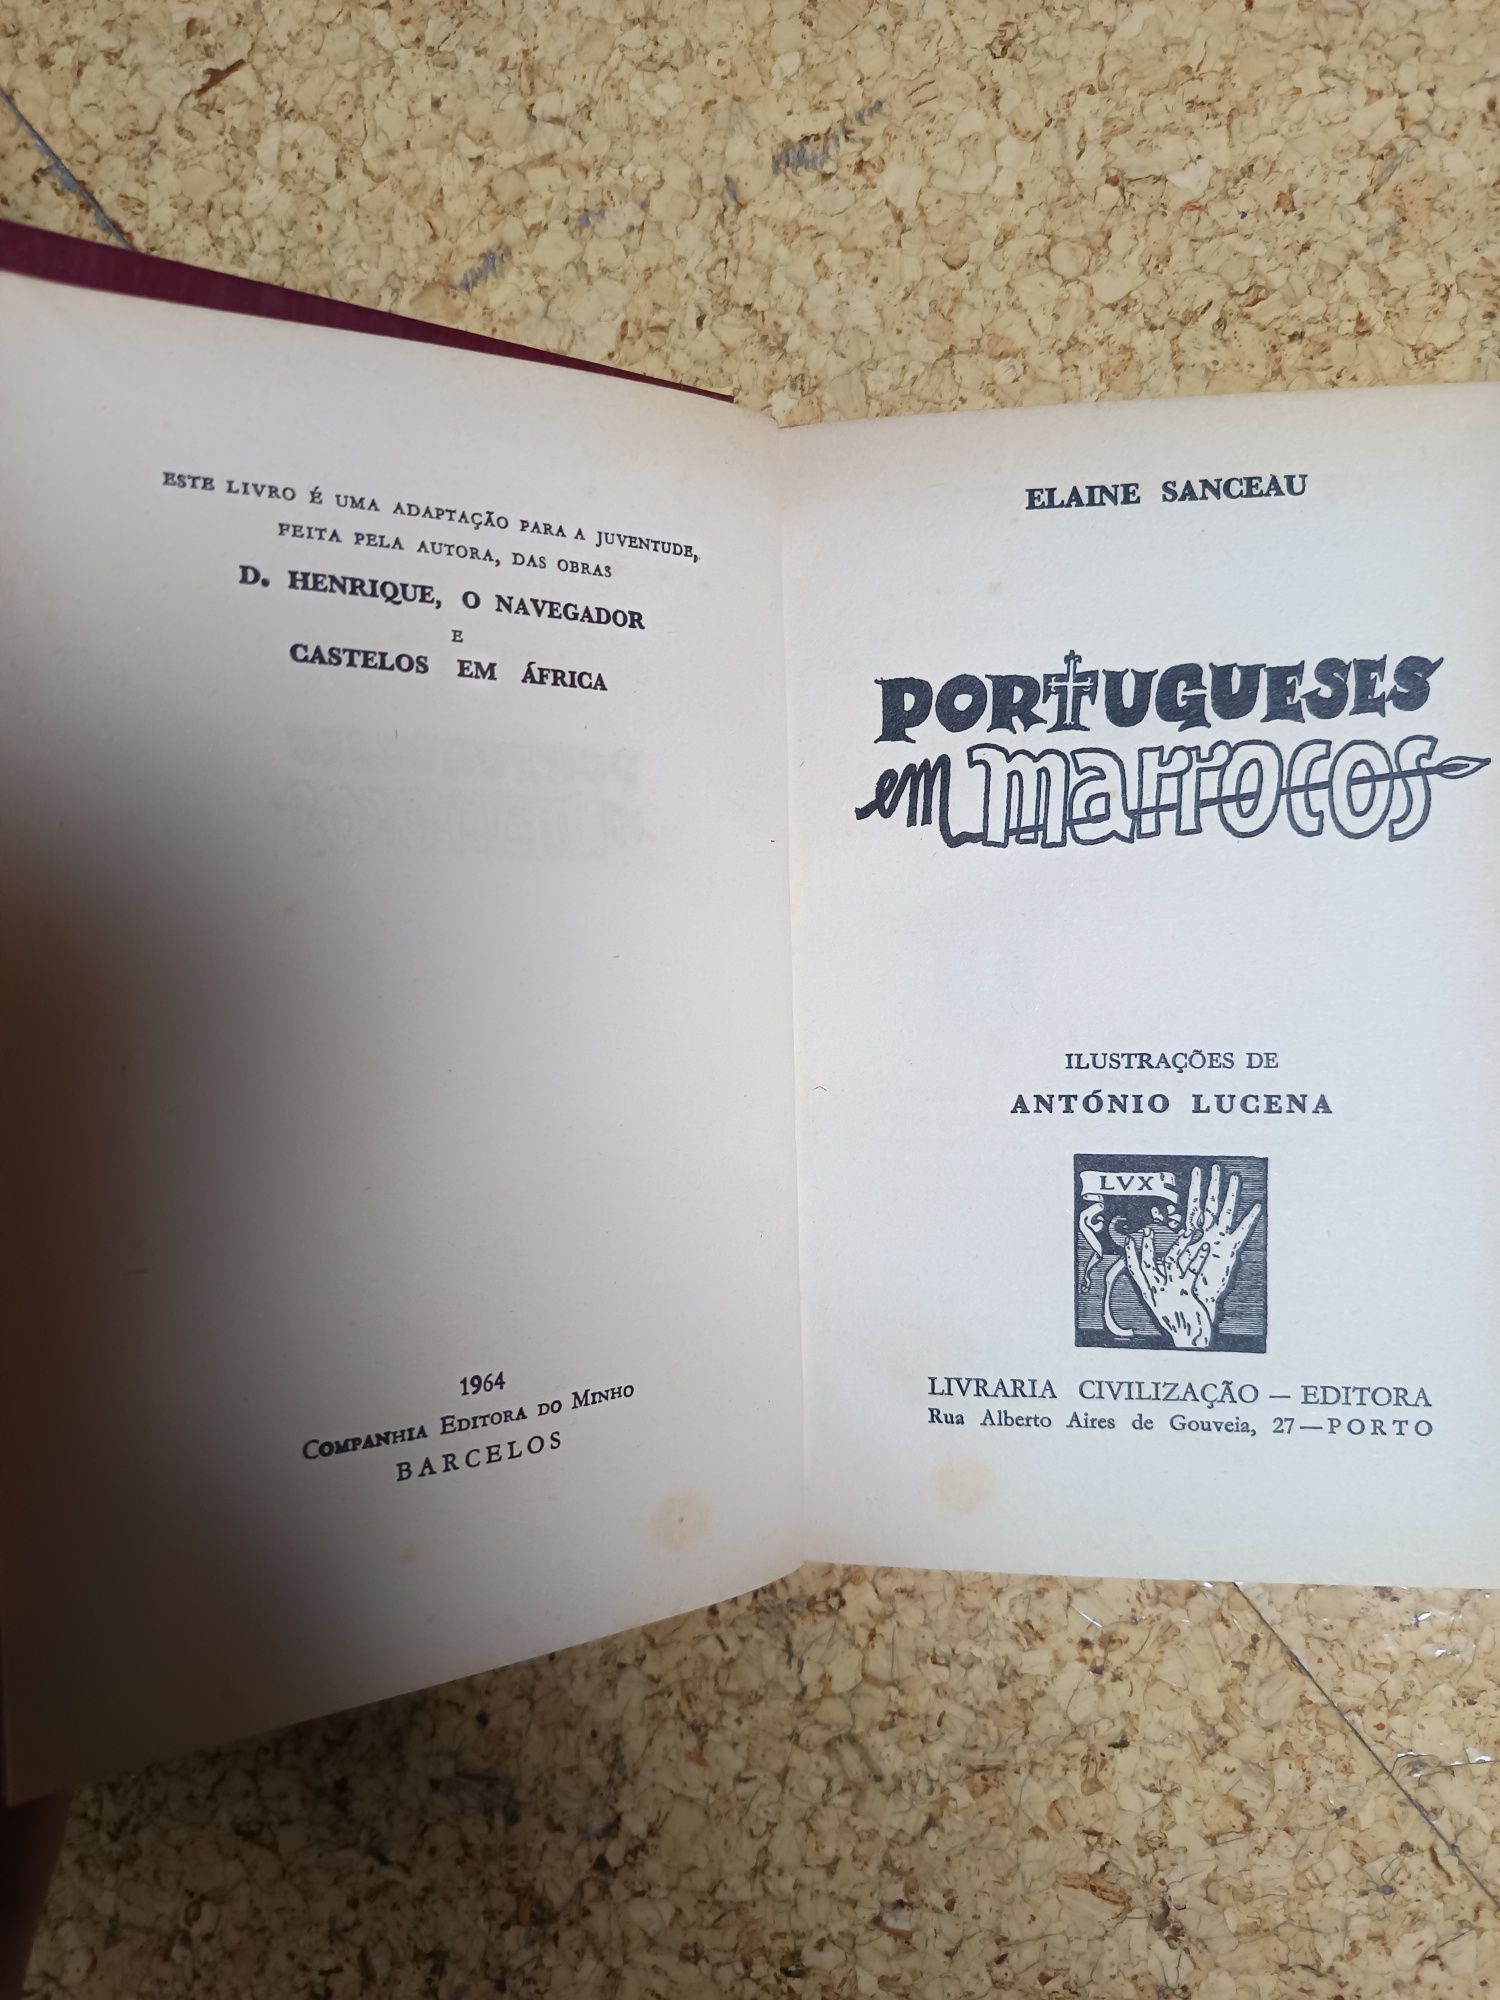 ESTE LIVRO É UMA ADAPTAÇÃO PARA A JUVENTUDE,
FEITA PELA AUTORA, DAS OBRAS
D. HENRIQUE, O NAVEGADOR
E
CASTELOS EM ÁFRICA
1964
COMPANHIA EDITORA DO MINHO
BARCELOS
ELAINE SANCEAU
PORTUGUESES
em marrocos
ILUSTRAÇÕES DE
ANTÓNIO LUCENA
LVX
LIVRARIA CIVILIZAÇÃO — EDITORA
Rua Alberto Aires de Gouveia, 27 — PORTO